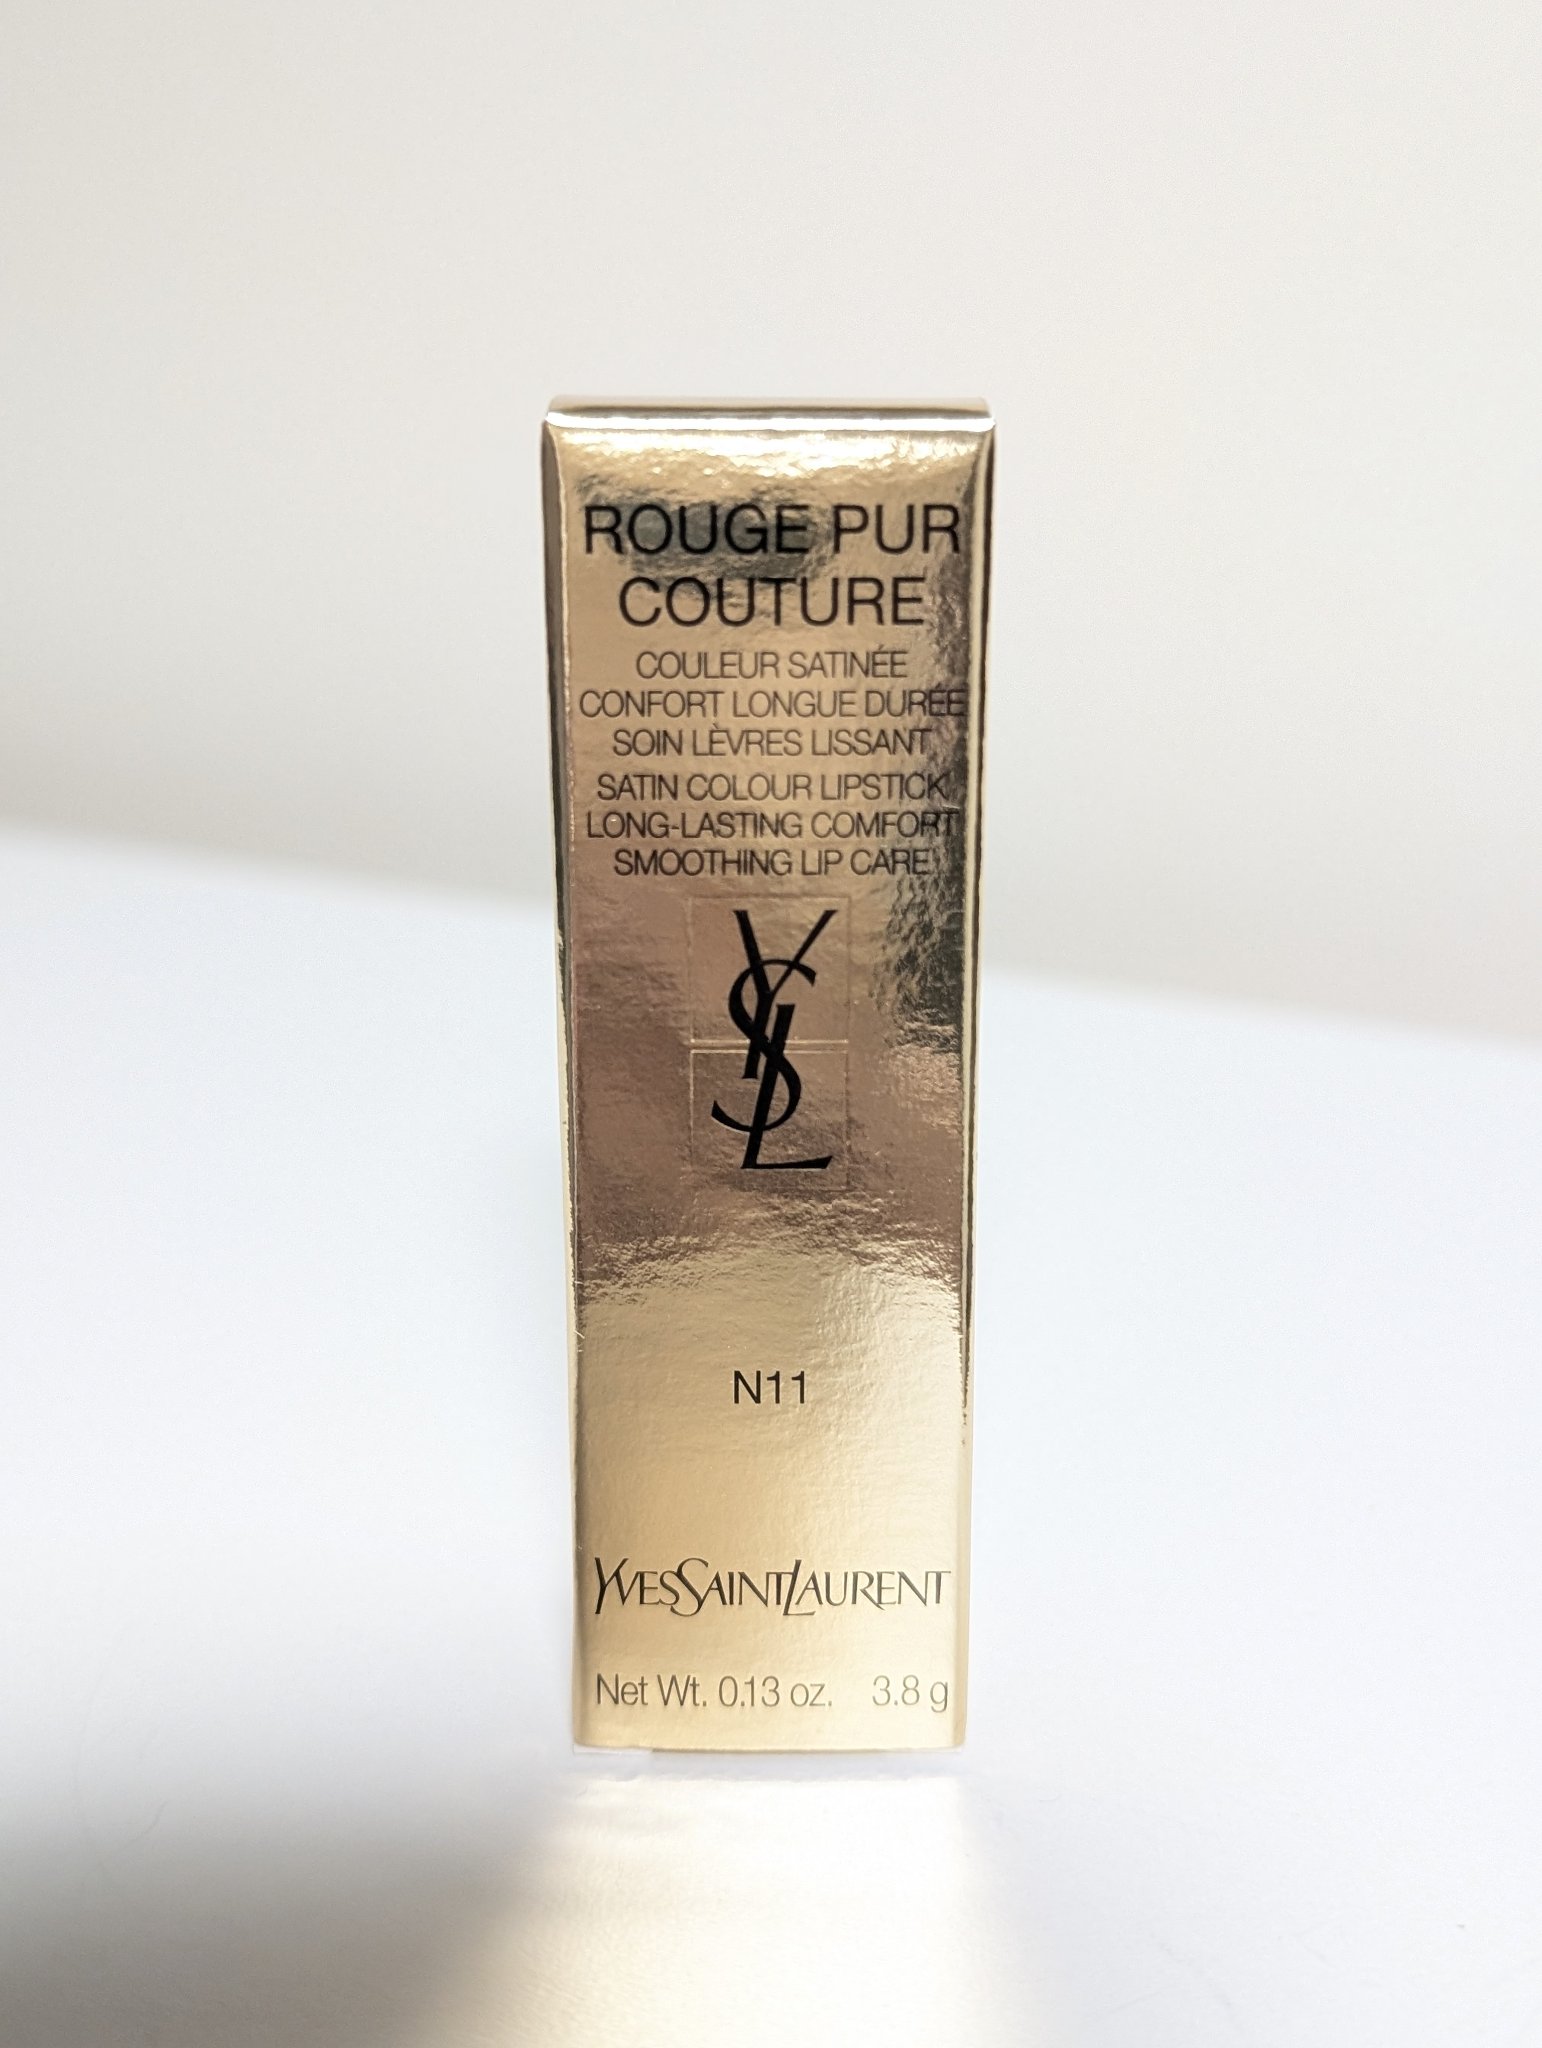 ROUGE PUR
COUTURE
COULEUR SATINÉE
CONFORT LONGUE DURÉE
SOIN LÈVRES LISSANT
SATIN COLOUR LIPSTICK
LONG-LASTING COMFORT
SMOOTHING LIP CARE
YSL
N11
YVESSAINTLAURENT
Net Wt. 0.13 oz. 3.8 g